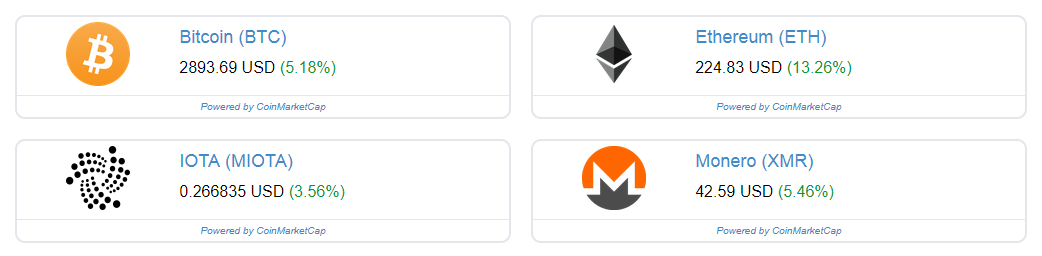 Bitcoin (BTC)
2893.69 USD (5.18%)
Powered by CoinMarketCap
Ethereum (ETH)
224.83 USD (13.26%)
Powered by CoinMarketCap
IOTA (MIOTA)
0.266835 USD (3.56%)
Powered by CoinMarketCap
Monero (XMR)
42.59 USD (5.46%)
Powered by CoinMarketCap